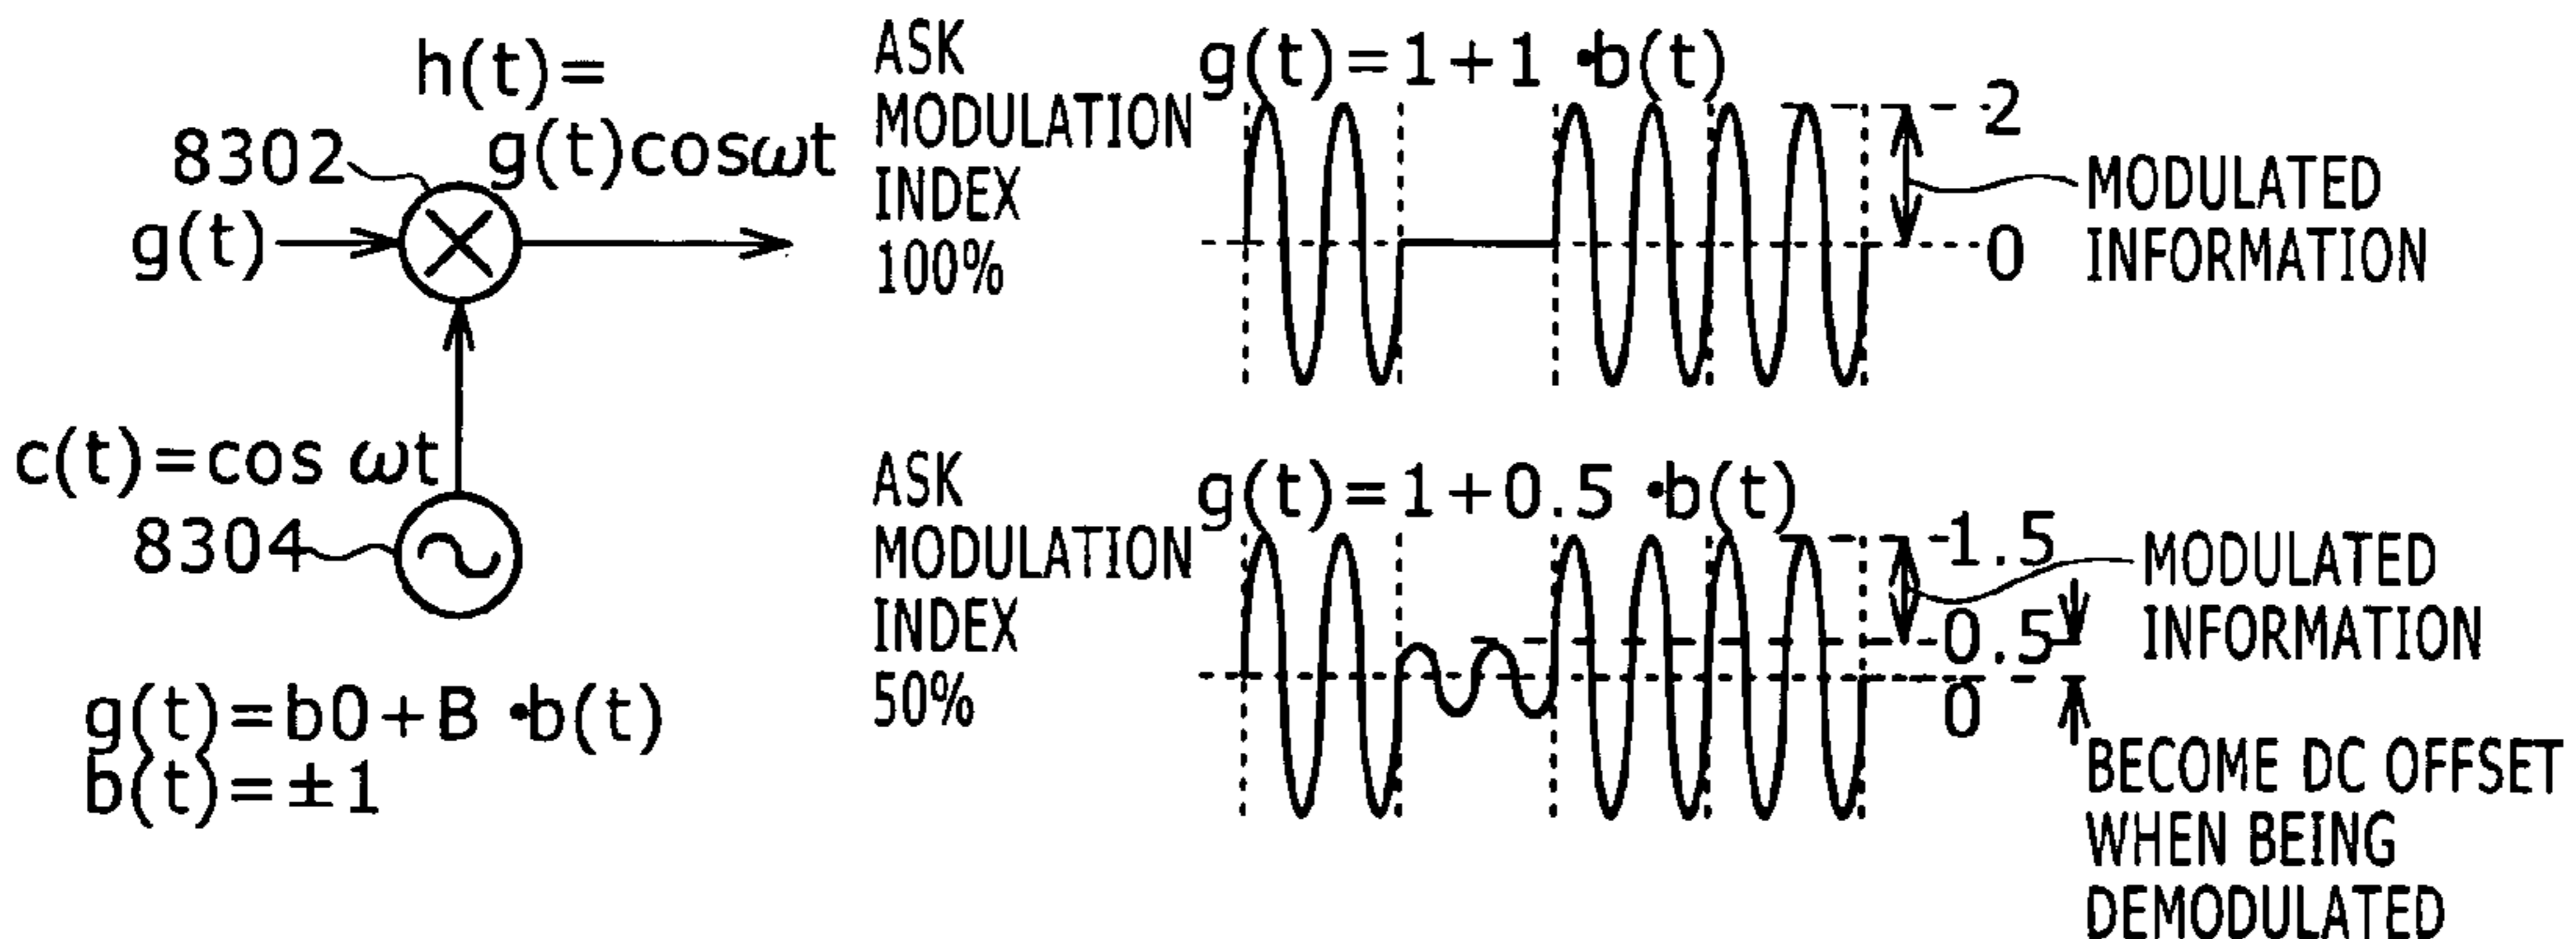 h(t)=
g(t)cosωt
8302
g(t)
c(t)=cos ωt
8304
g(t)=b0+B・b(t)
b(t)=±1
ASK
MODULATION
INDEX
100%
g(t)=1+1・b(t)
2
0
MODULATED
INFORMATION
ASK
MODULATION
INDEX
50%
g(t)=1+0.5・b(t)
1.5
0.5
0
MODULATED
INFORMATION
BECOME DC OFFSET
WHEN BEING
DEMODULATED